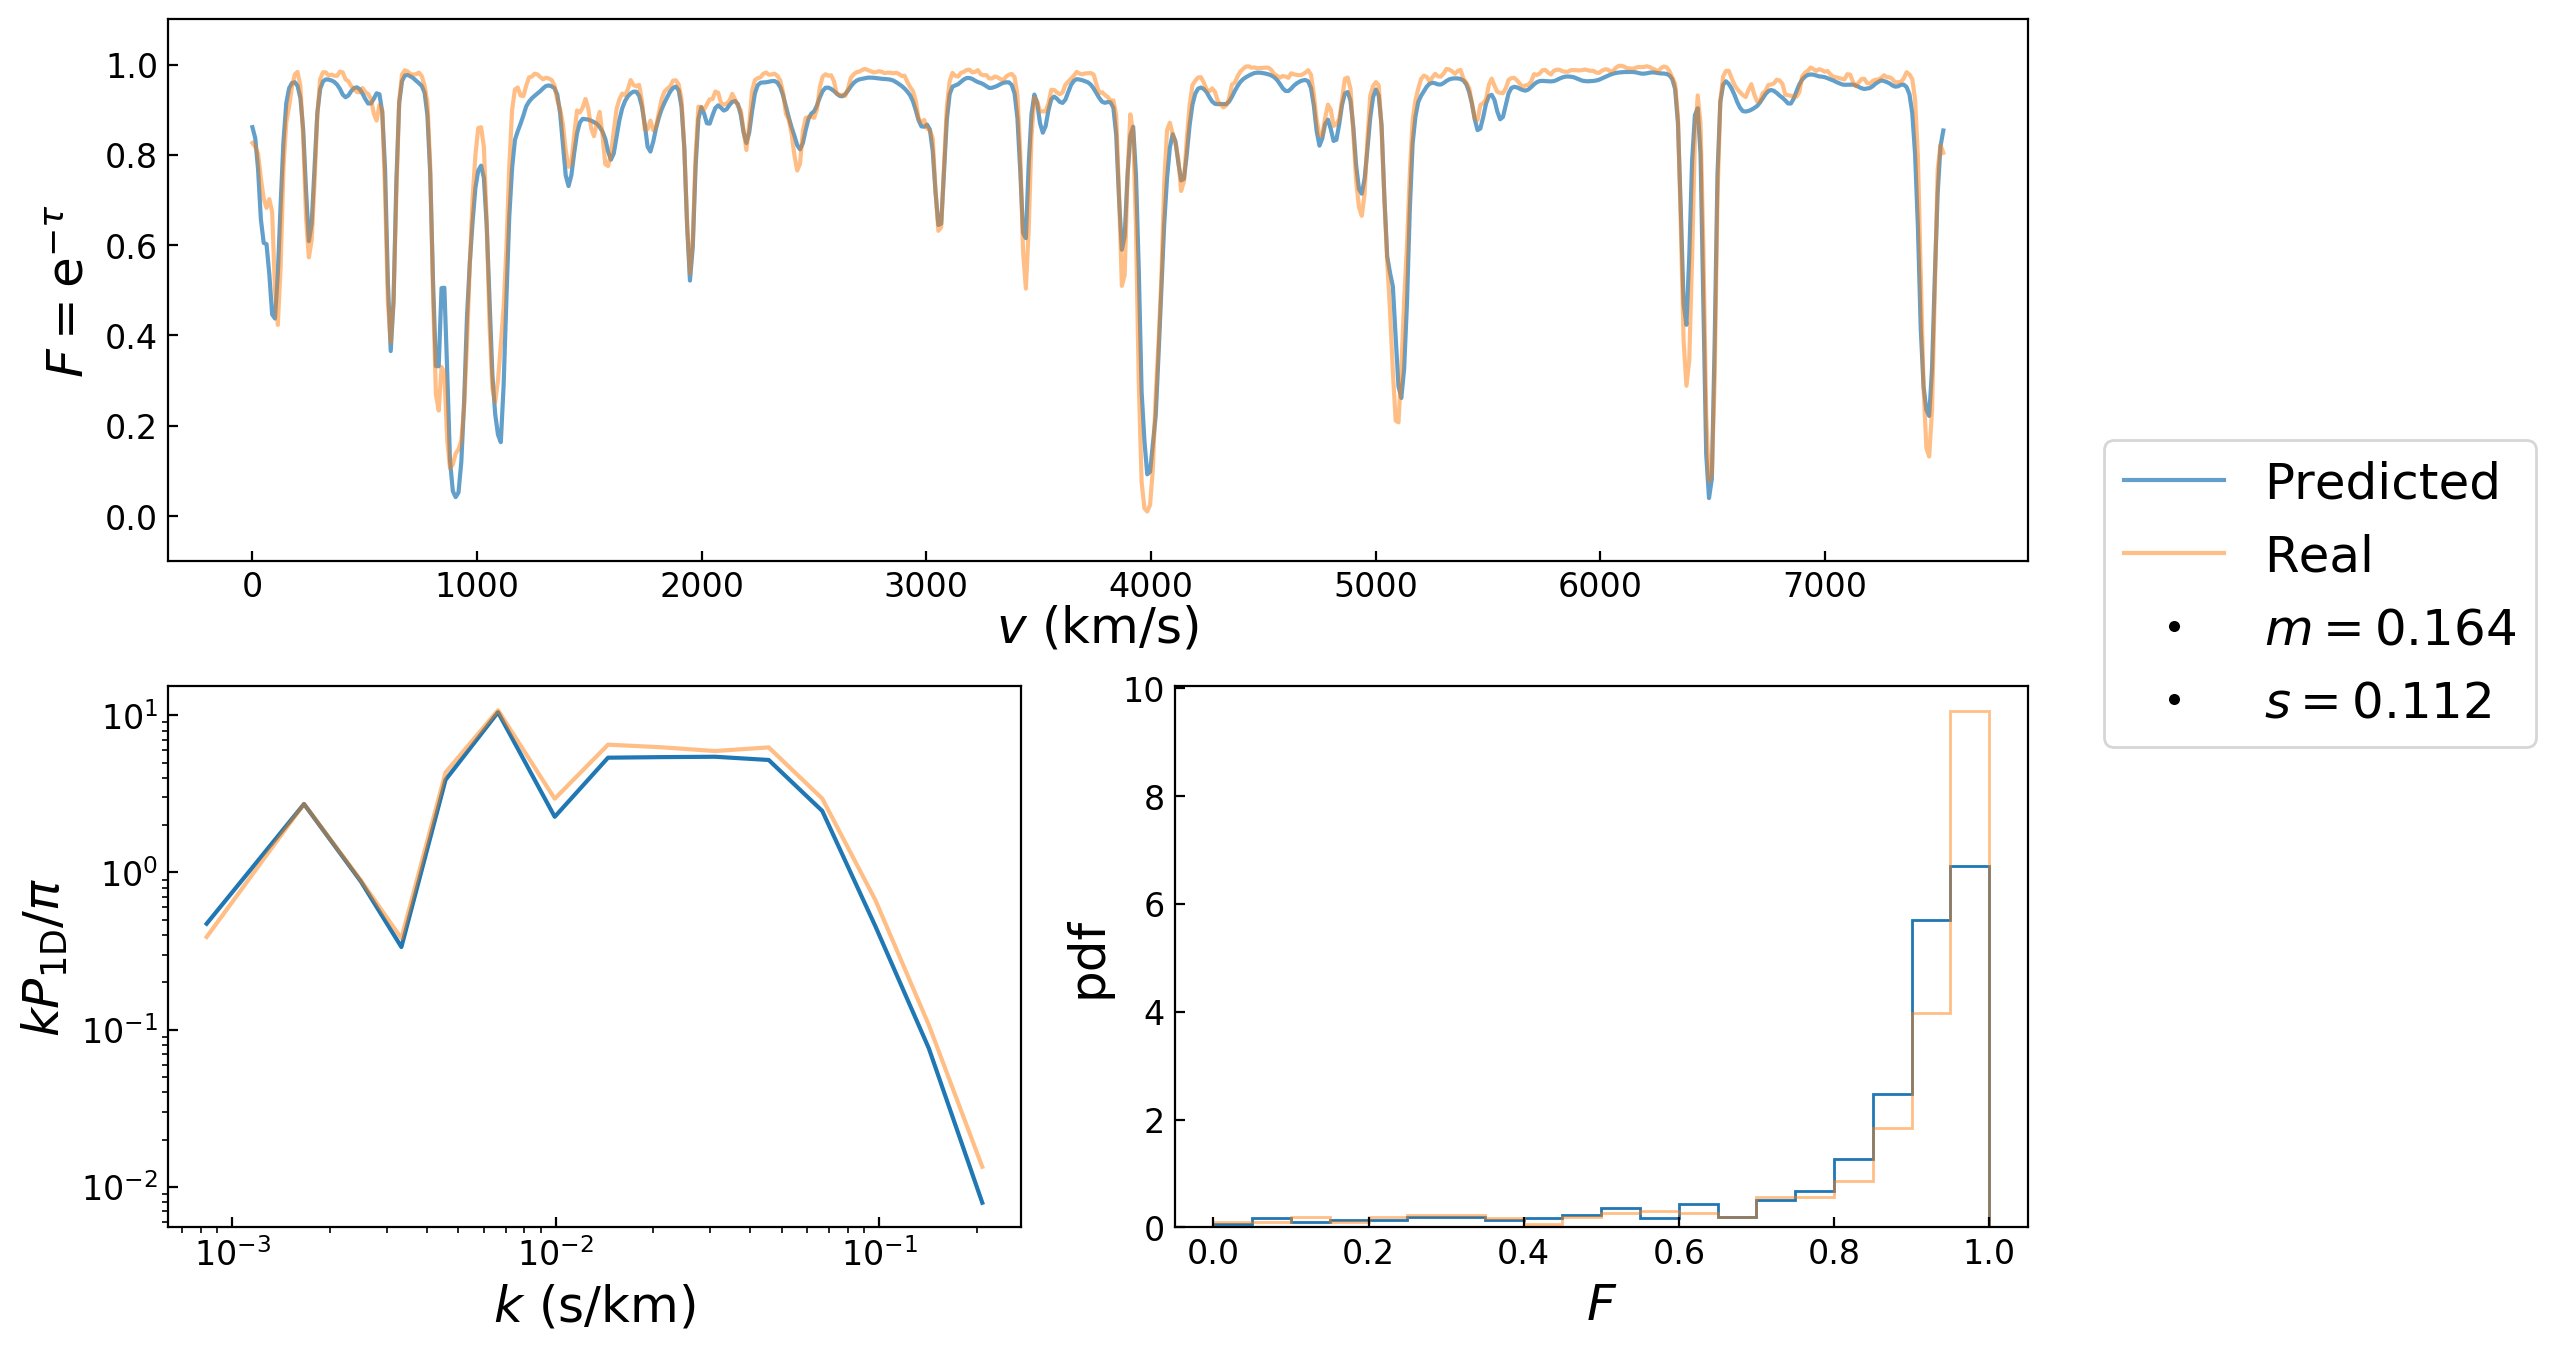 F = e^{−τ}
1.0
0.8
0.6
0.4
0.2
0.0
0 1000 2000 3000 4000 5000 6000 7000
v (km/s)
Predicted
Real
m = 0.164
s = 0.112
kP_{1D}/π
10^{1}
10^{0}
10^{−1}
10^{−2}
10^{−3} 10^{−2} 10^{−1}
k (s/km)
pdf
10
8
6
4
2
0
0.0 0.2 0.4 0.6 0.8 1.0
F